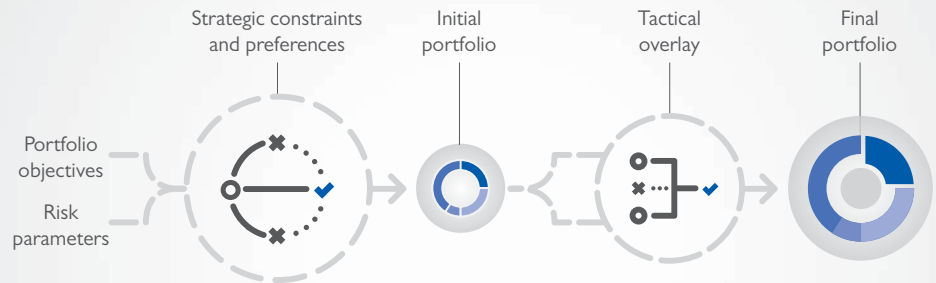 Strategic constraints
and preferences
Initial
portfolio
Tactical
overlay
Final
portfolio
Portfolio
objectives
Risk
parameters